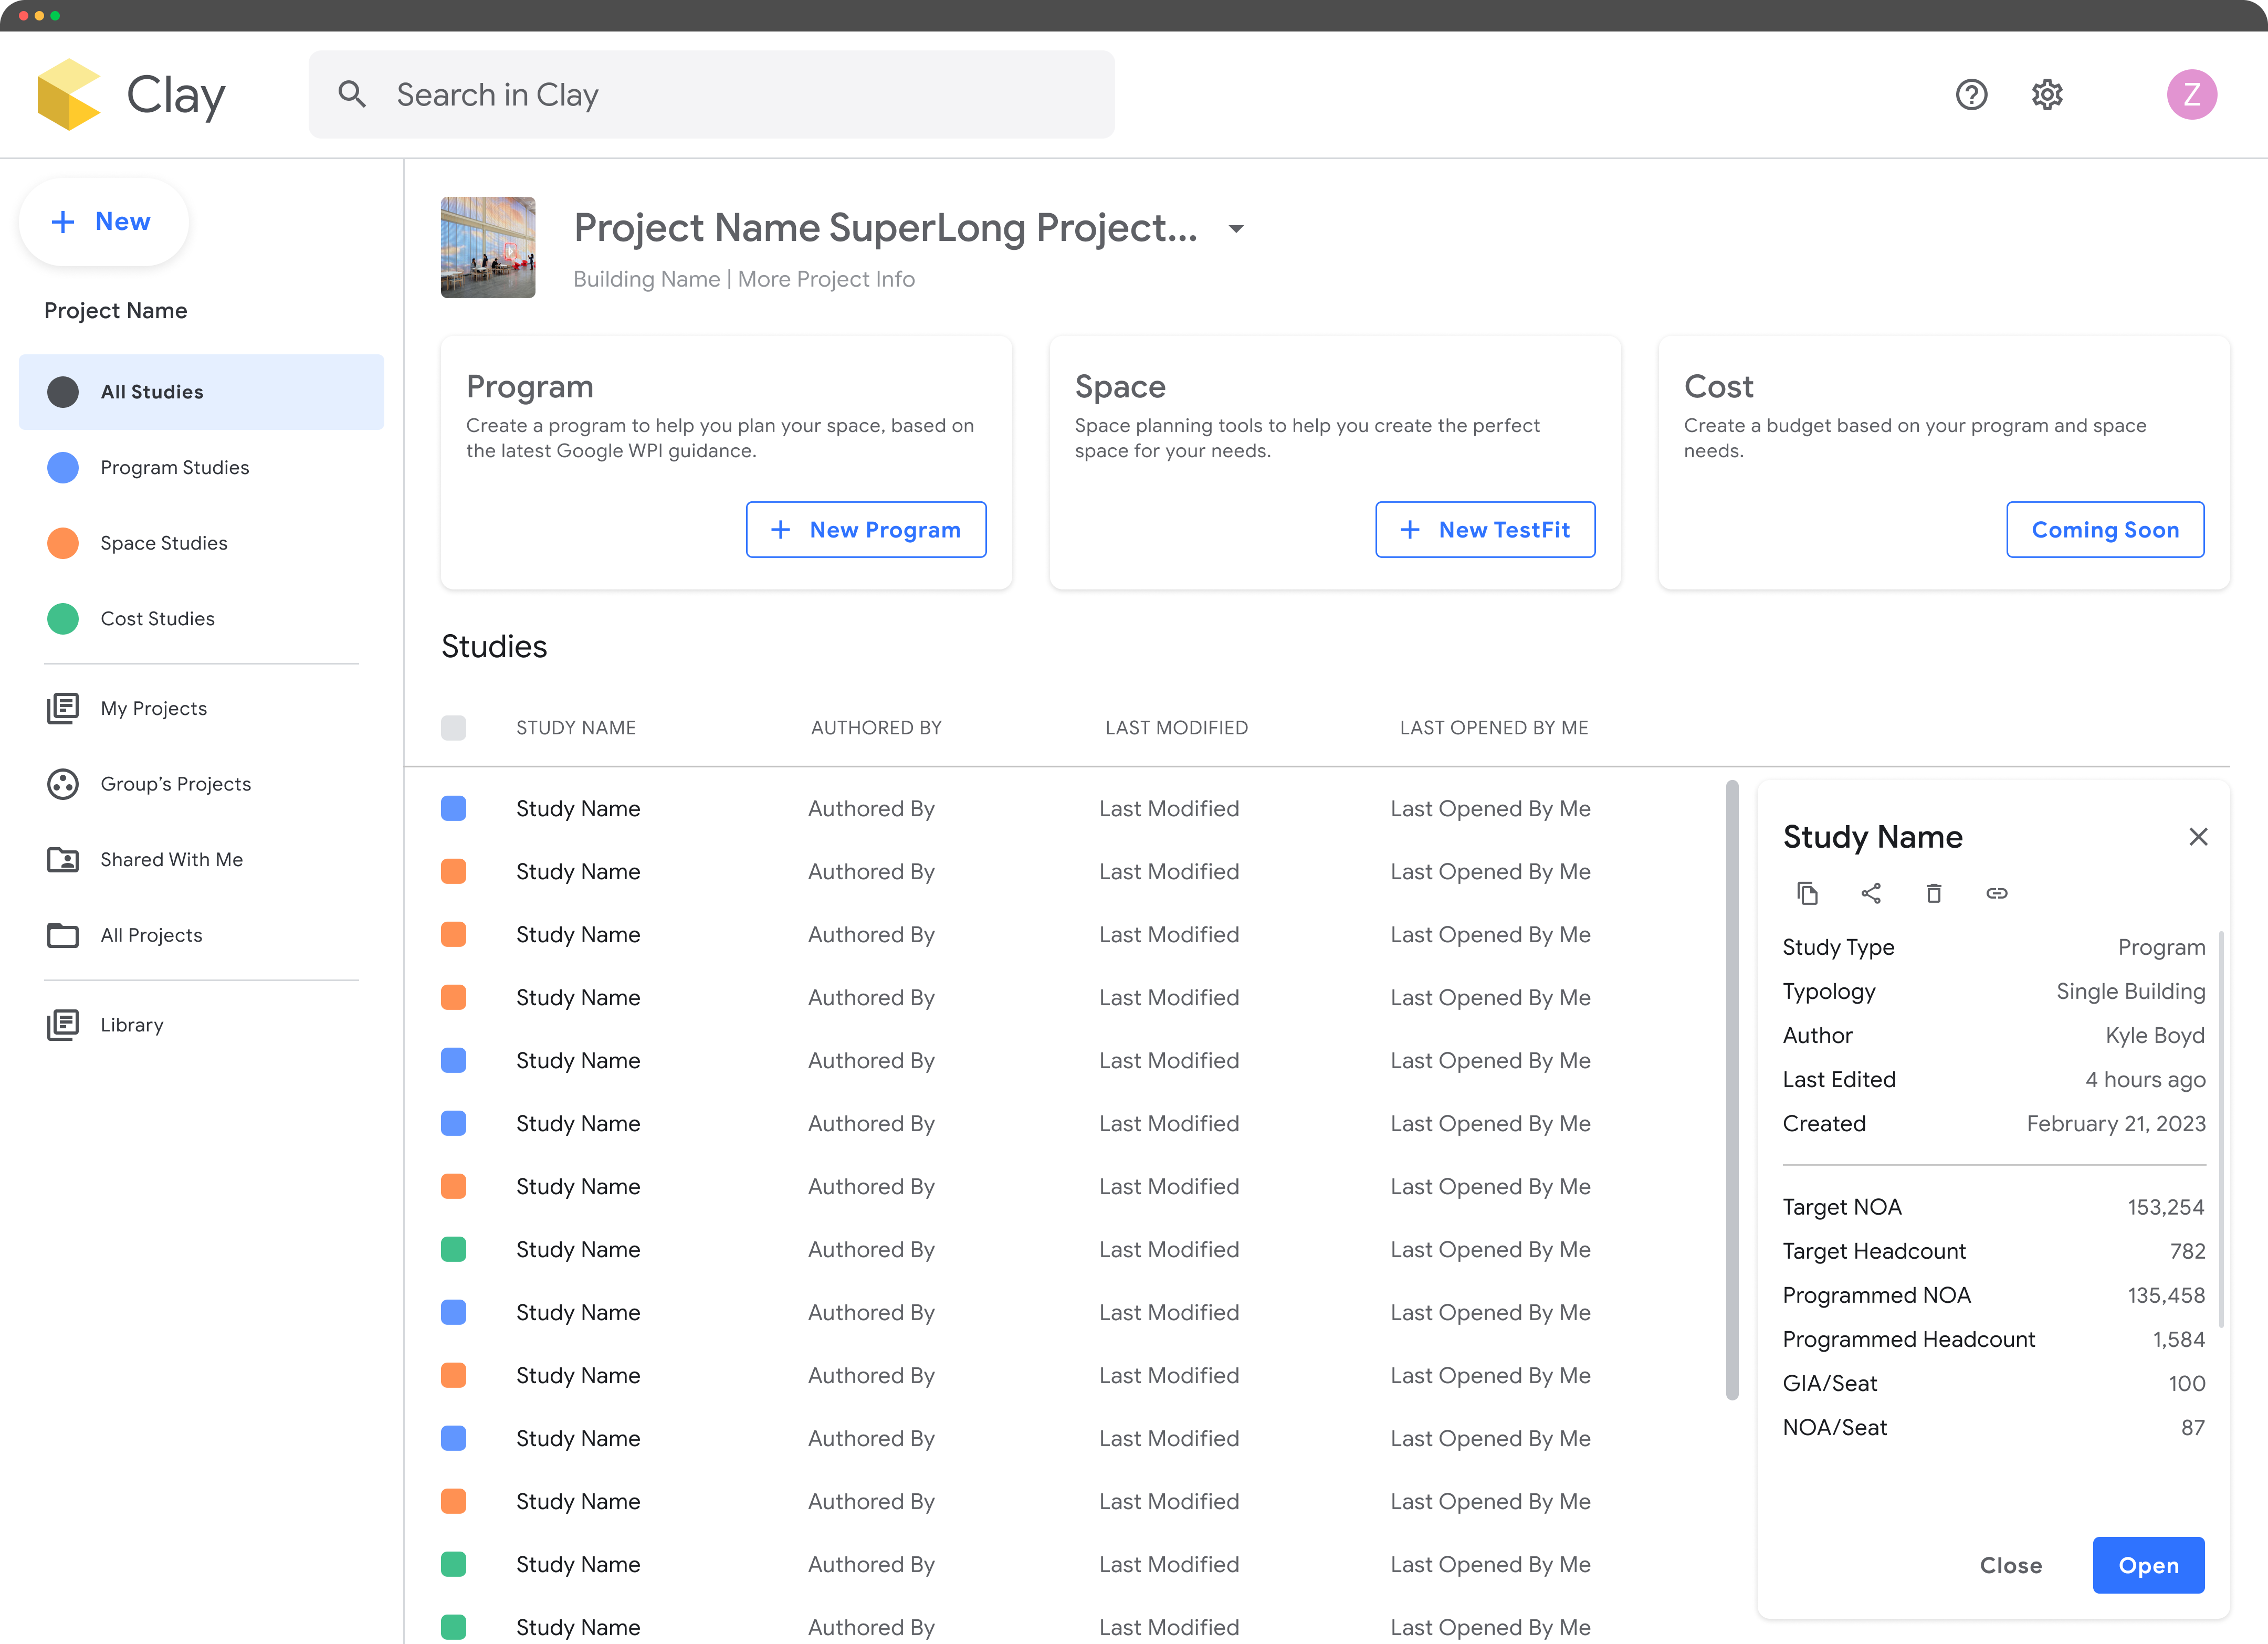 Clay
Search in Clay
Z
New
Project Name
All Studies
Program Studies
Space Studies
Cost Studies
My Projects
Group’s Projects
Shared With Me
All Projects
Library
Project Name SuperLong Project...
Building Name | More Project Info
Program
Create a program to help you plan your space, based on
the latest Google WPI guidance.
New Program
Space
Space planning tools to help you create the perfect
space for your needs.
New TestFit
Cost
Create a budget based on your program and space
needs.
Coming Soon
Studies
STUDY NAME AUTHORED BY LAST MODIFIED LAST OPENED BY ME
Study Name Authored By Last Modified Last Opened By Me
Study Name Authored By Last Modified Last Opened By Me
Study Name Authored By Last Modified Last Opened By Me
Study Name Authored By Last Modified Last Opened By Me
Study Name Authored By Last Modified Last Opened By Me
Study Name Authored By Last Modified Last Opened By Me
Study Name Authored By Last Modified Last Opened By Me
Study Name Authored By Last Modified Last Opened By Me
Study Name Authored By Last Modified Last Opened By Me
Study Name Authored By Last Modified Last Opened By Me
Study Name Authored By Last Modified Last Opened By Me
Study Name Authored By Last Modified Last Opened By Me
Study Name Authored By Last Modified Last Opened By Me
Study Name Authored By Last Modified Last Opened By Me
Study Name
Study Type Program
Typology Single Building
Author Kyle Boyd
Last Edited 4 hours ago
Created February 21, 2023
Target NOA 153,254
Target Headcount 782
Programmed NOA 135,458
Programmed Headcount 1,584
GIA/Seat 100
NOA/Seat 87
Close Open